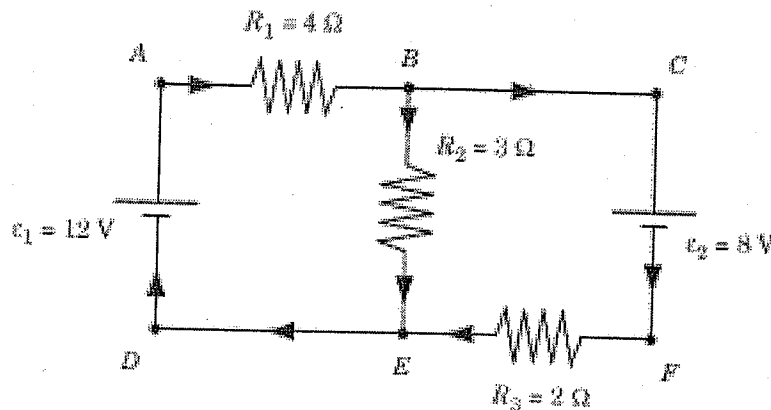 R₁ = 4 Ω
A
B
C
R₂ = 3 Ω
ε₁ = 12 V
ε₂ = 8 V
D
E
F
R₃ = 2 Ω